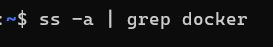 :~$ ss -a | grep docker